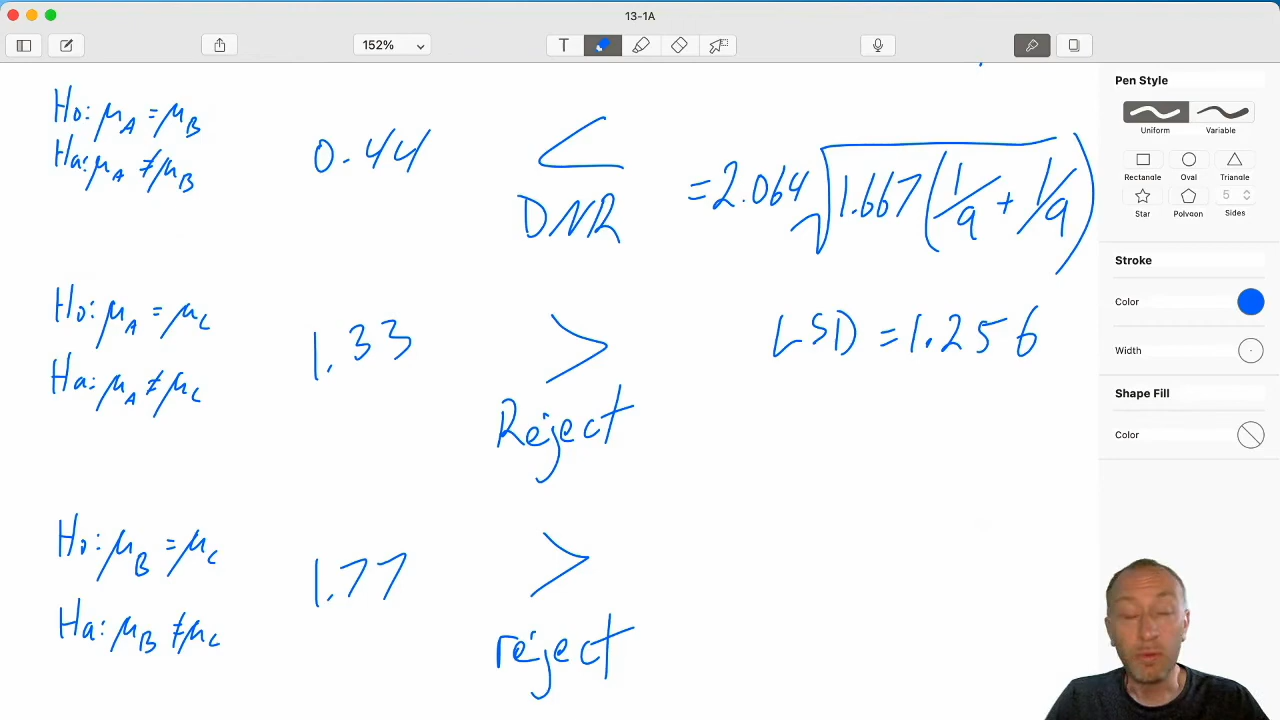 13-1A
152%
T
Pen Style
Uniform
Variable
Rectangle
Oval
Triangle
Star
Polygon
5
Sides
Stroke
Color
Width
Shape Fill
Color
Ho: μA = μB
Ha: μA ≠ μB
0.44
<
DNR
= 2.064 √1.667(1/9 + 1/9)
Ho: μA = μC
Ha: μA ≠ μC
1.33
>
Reject
LSD = 1.256
Ho: μB = μC
Ha: μB ≠ μC
1.77
>
reject